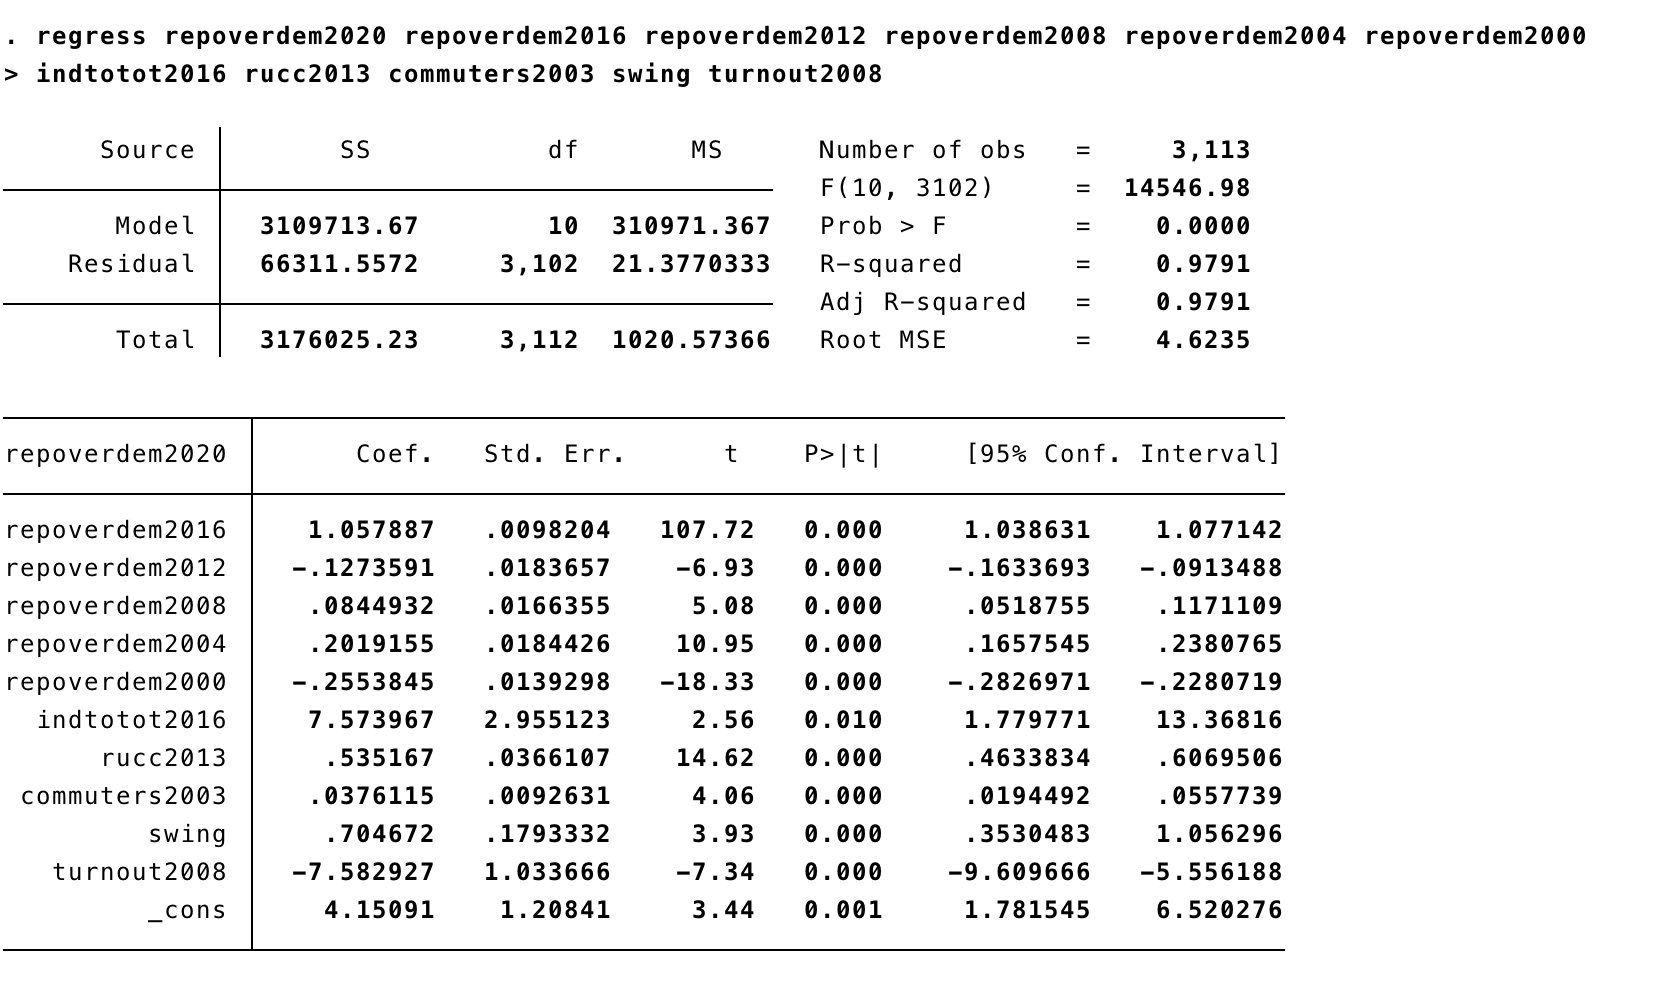 . regress repoverdem2020 repoverdem2016 repoverdem2012 repoverdem2008 repoverdem2004 repoverdem2000
> indtotot2016 rucc2013 commuters2003 swing turnout2008
Source SS df MS Number of obs = 3,113
F(10, 3102) = 14546.98
Model 3109713.67 10 310971.367 Prob > F = 0.0000
Residual 66311.5572 3,102 21.3770333 R-squared = 0.9791
Adj R-squared = 0.9791
Total 3176025.23 3,112 1020.57366 Root MSE = 4.6235
repoverdem2020 Coef. Std. Err. t P>|t| [95% Conf. Interval]
repoverdem2016 1.057887 .0098204 107.72 0.000 1.038631 1.077142
repoverdem2012 -.1273591 .0183657 -6.93 0.000 -.1633693 -.0913488
repoverdem2008 .0844932 .0166355 5.08 0.000 .0518755 .1171109
repoverdem2004 .2019155 .0184426 10.95 0.000 .1657545 .2380765
repoverdem2000 -.2553845 .0139298 -18.33 0.000 -.2826971 -.2280719
indtotot2016 7.573967 2.955123 2.56 0.010 1.779771 13.36816
rucc2013 .535167 .0366107 14.62 0.000 .4633834 .6069506
commuters2003 .0376115 .0092631 4.06 0.000 .0194492 .0557739
swing .704672 .1793332 3.93 0.000 .3530483 1.056296
turnout2008 -7.582927 1.033666 -7.34 0.000 -9.609666 -5.556188
_cons 4.15091 1.20841 3.44 0.001 1.781545 6.520276